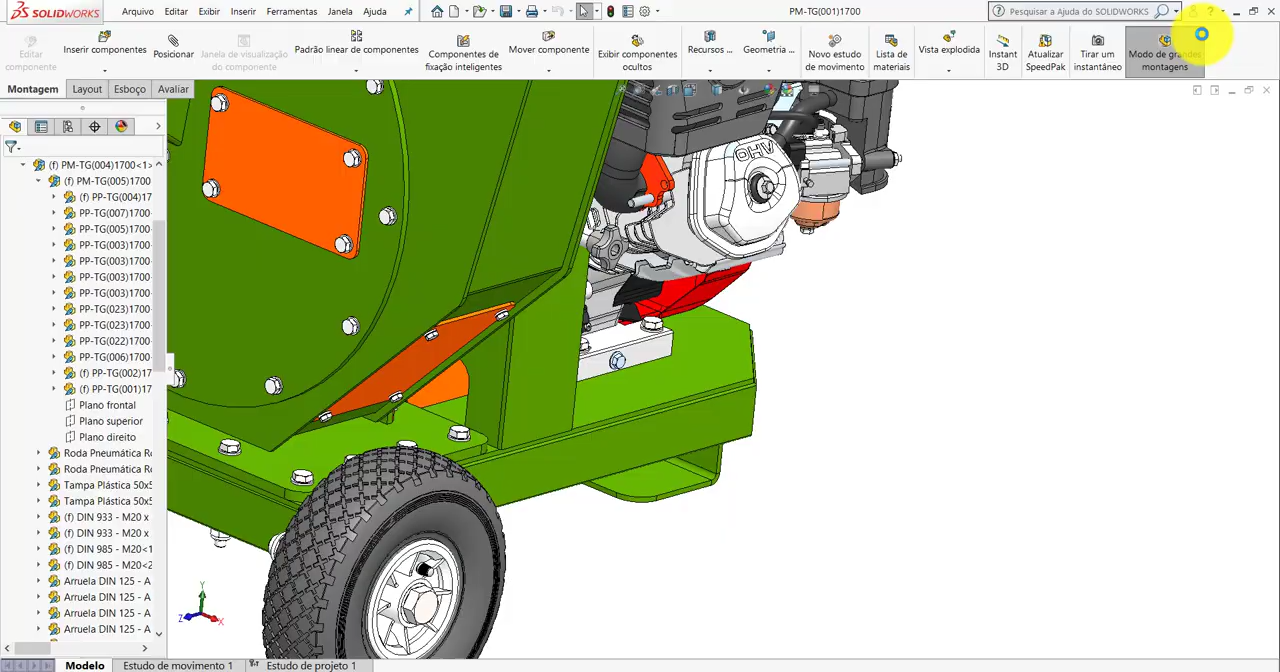 SOLIDWORKS Arquivo Editar Exibir Inserir Ferramentas Janela Ajuda PM-TG(001)1700 Pesquisar a Ajuda do SOLIDWORKS
Editar componente
Inserir componentes
Posicionar
Janela de visualização do componente
Padrão linear de componentes
Componentes de fixação inteligentes
Mover componente
Exibir componentes ocultos
Recursos ...
Geometria ...
Novo estudo de movimento
Lista de materiais
Vista explodida
Instant 3D
Atualizar SpeedPak
Tirar um instantâneo
Modo de grandes montagens
Montagem Layout Esboço Avaliar
(f) PM-TG(004)1700<1>
(f) PM-TG(005)1700
(f) PP-TG(004)17
PP-TG(007)1700
PP-TG(005)1700
PP-TG(003)1700
PP-TG(003)1700
PP-TG(003)1700
PP-TG(003)1700
PP-TG(023)1700
PP-TG(023)1700
PP-TG(022)1700
PP-TG(006)1700
(f) PP-TG(002)17
(f) PP-TG(001)17
Plano frontal
Plano superior
Plano direito
Roda Pneumática Ro
Roda Pneumática Ro
Tampa Plástica 50x5
Tampa Plástica 50x5
(f) DIN 933 - M20 x
(f) DIN 933 - M20 x
(f) DIN 985 - M20<1
(f) DIN 985 - M20<2
Arruela DIN 125 - A
Arruela DIN 125 - A
Arruela DIN 125 - A
Arruela DIN 125 - A
OHV
Y
Z
X
Modelo Estudo de movimento 1 Estudo de projeto 1